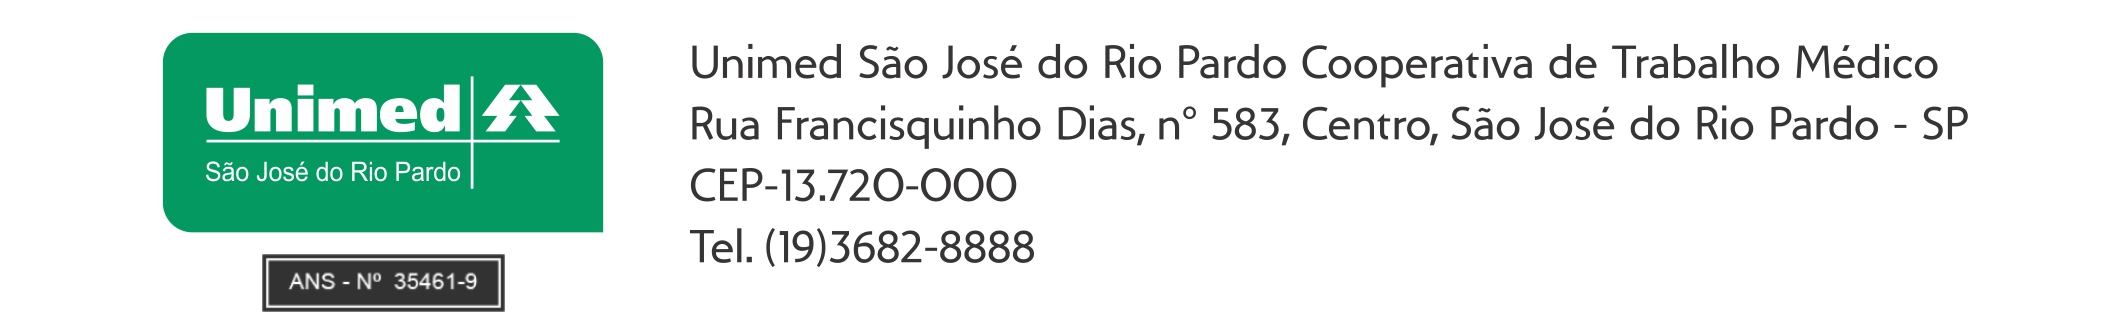 Unimed
São José do Rio Pardo
ANS - Nº 35461-9
Unimed São José do Rio Pardo Cooperativa de Trabalho Médico
Rua Francisquinho Dias, n° 583, Centro, São José do Rio Pardo - SP
CEP-13.720-000
Tel. (19)3682-8888